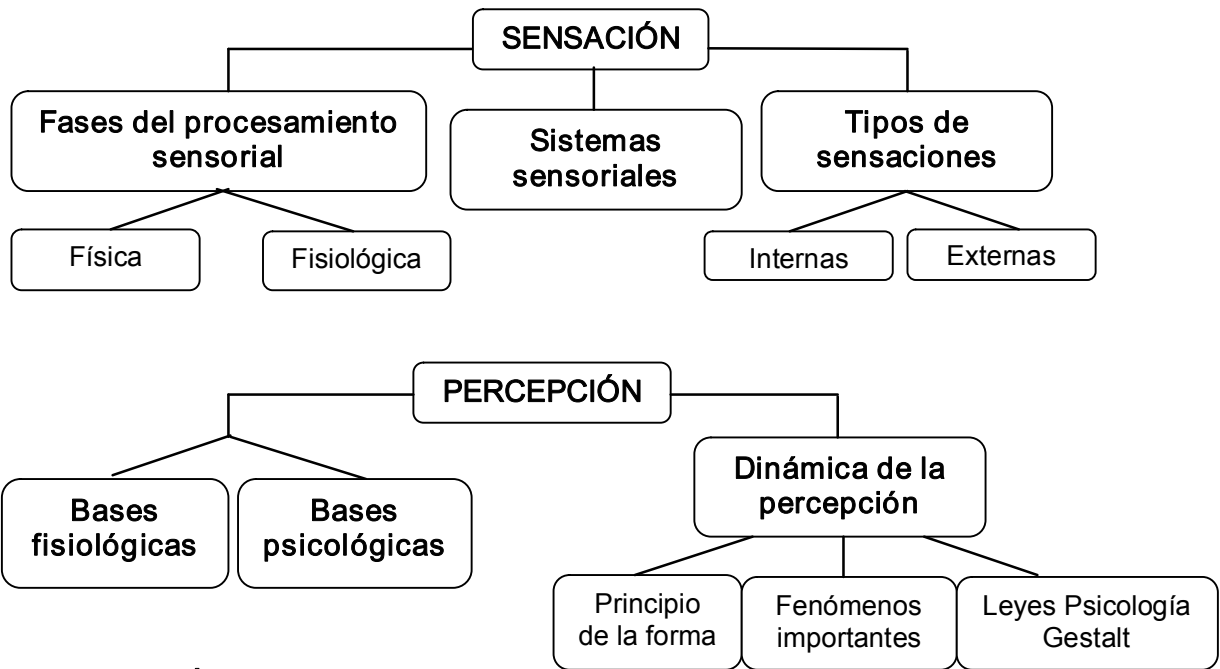 SENSACIÓN
Fases del procesamiento
sensorial
Sistemas
sensoriales
Tipos de
sensaciones
Física
Fisiológica
Internas
Externas
PERCEPCIÓN
Bases
fisiológicas
Bases
psicológicas
Dinámica de la
percepción
Principio
de la forma
Fenómenos
importantes
Leyes Psicología
Gestalt